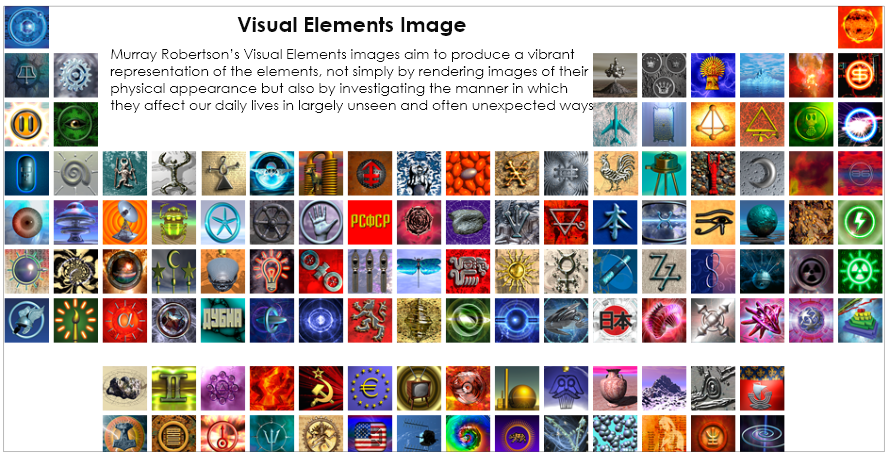 Visual Elements Image
Murray Robertson's Visual Elements images aim to produce a vibrant
representation of the elements, not simply by rendering images of their
physical appearance but also by investigating the manner in which
they affect our daily lives in largely unseen and often unexpected ways
РСФСР
ДУБНА
日本